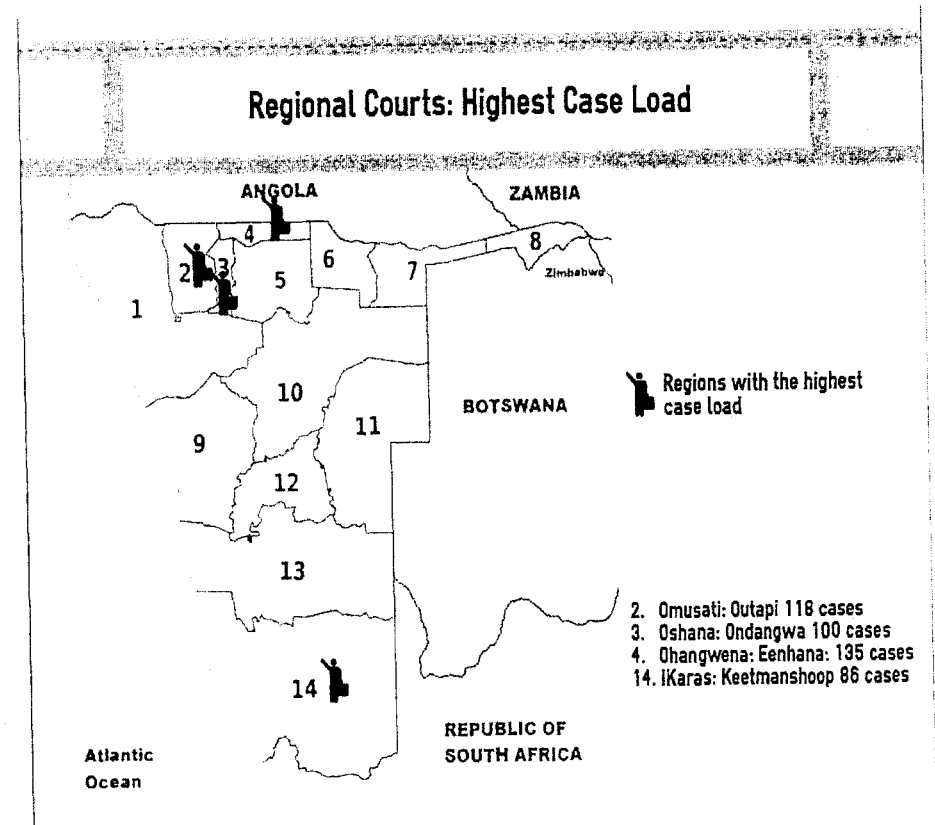 Regional Courts: Highest Case Load
ANGOLA
ZAMBIA
4
8
2
3
5
6
7
Zimbabwe
1
Regions with the highest
case load
10
BOTSWANA
11
9
12
13
2. Omusati: Outapi 118 cases
3. Oshana: Ondangwa 100 cases
4. Ohangwena: Eenhana: 135 cases
14. IKaras: Keetmanshoop 86 cases
14
REPUBLIC OF
SOUTH AFRICA
Atlantic
Ocean